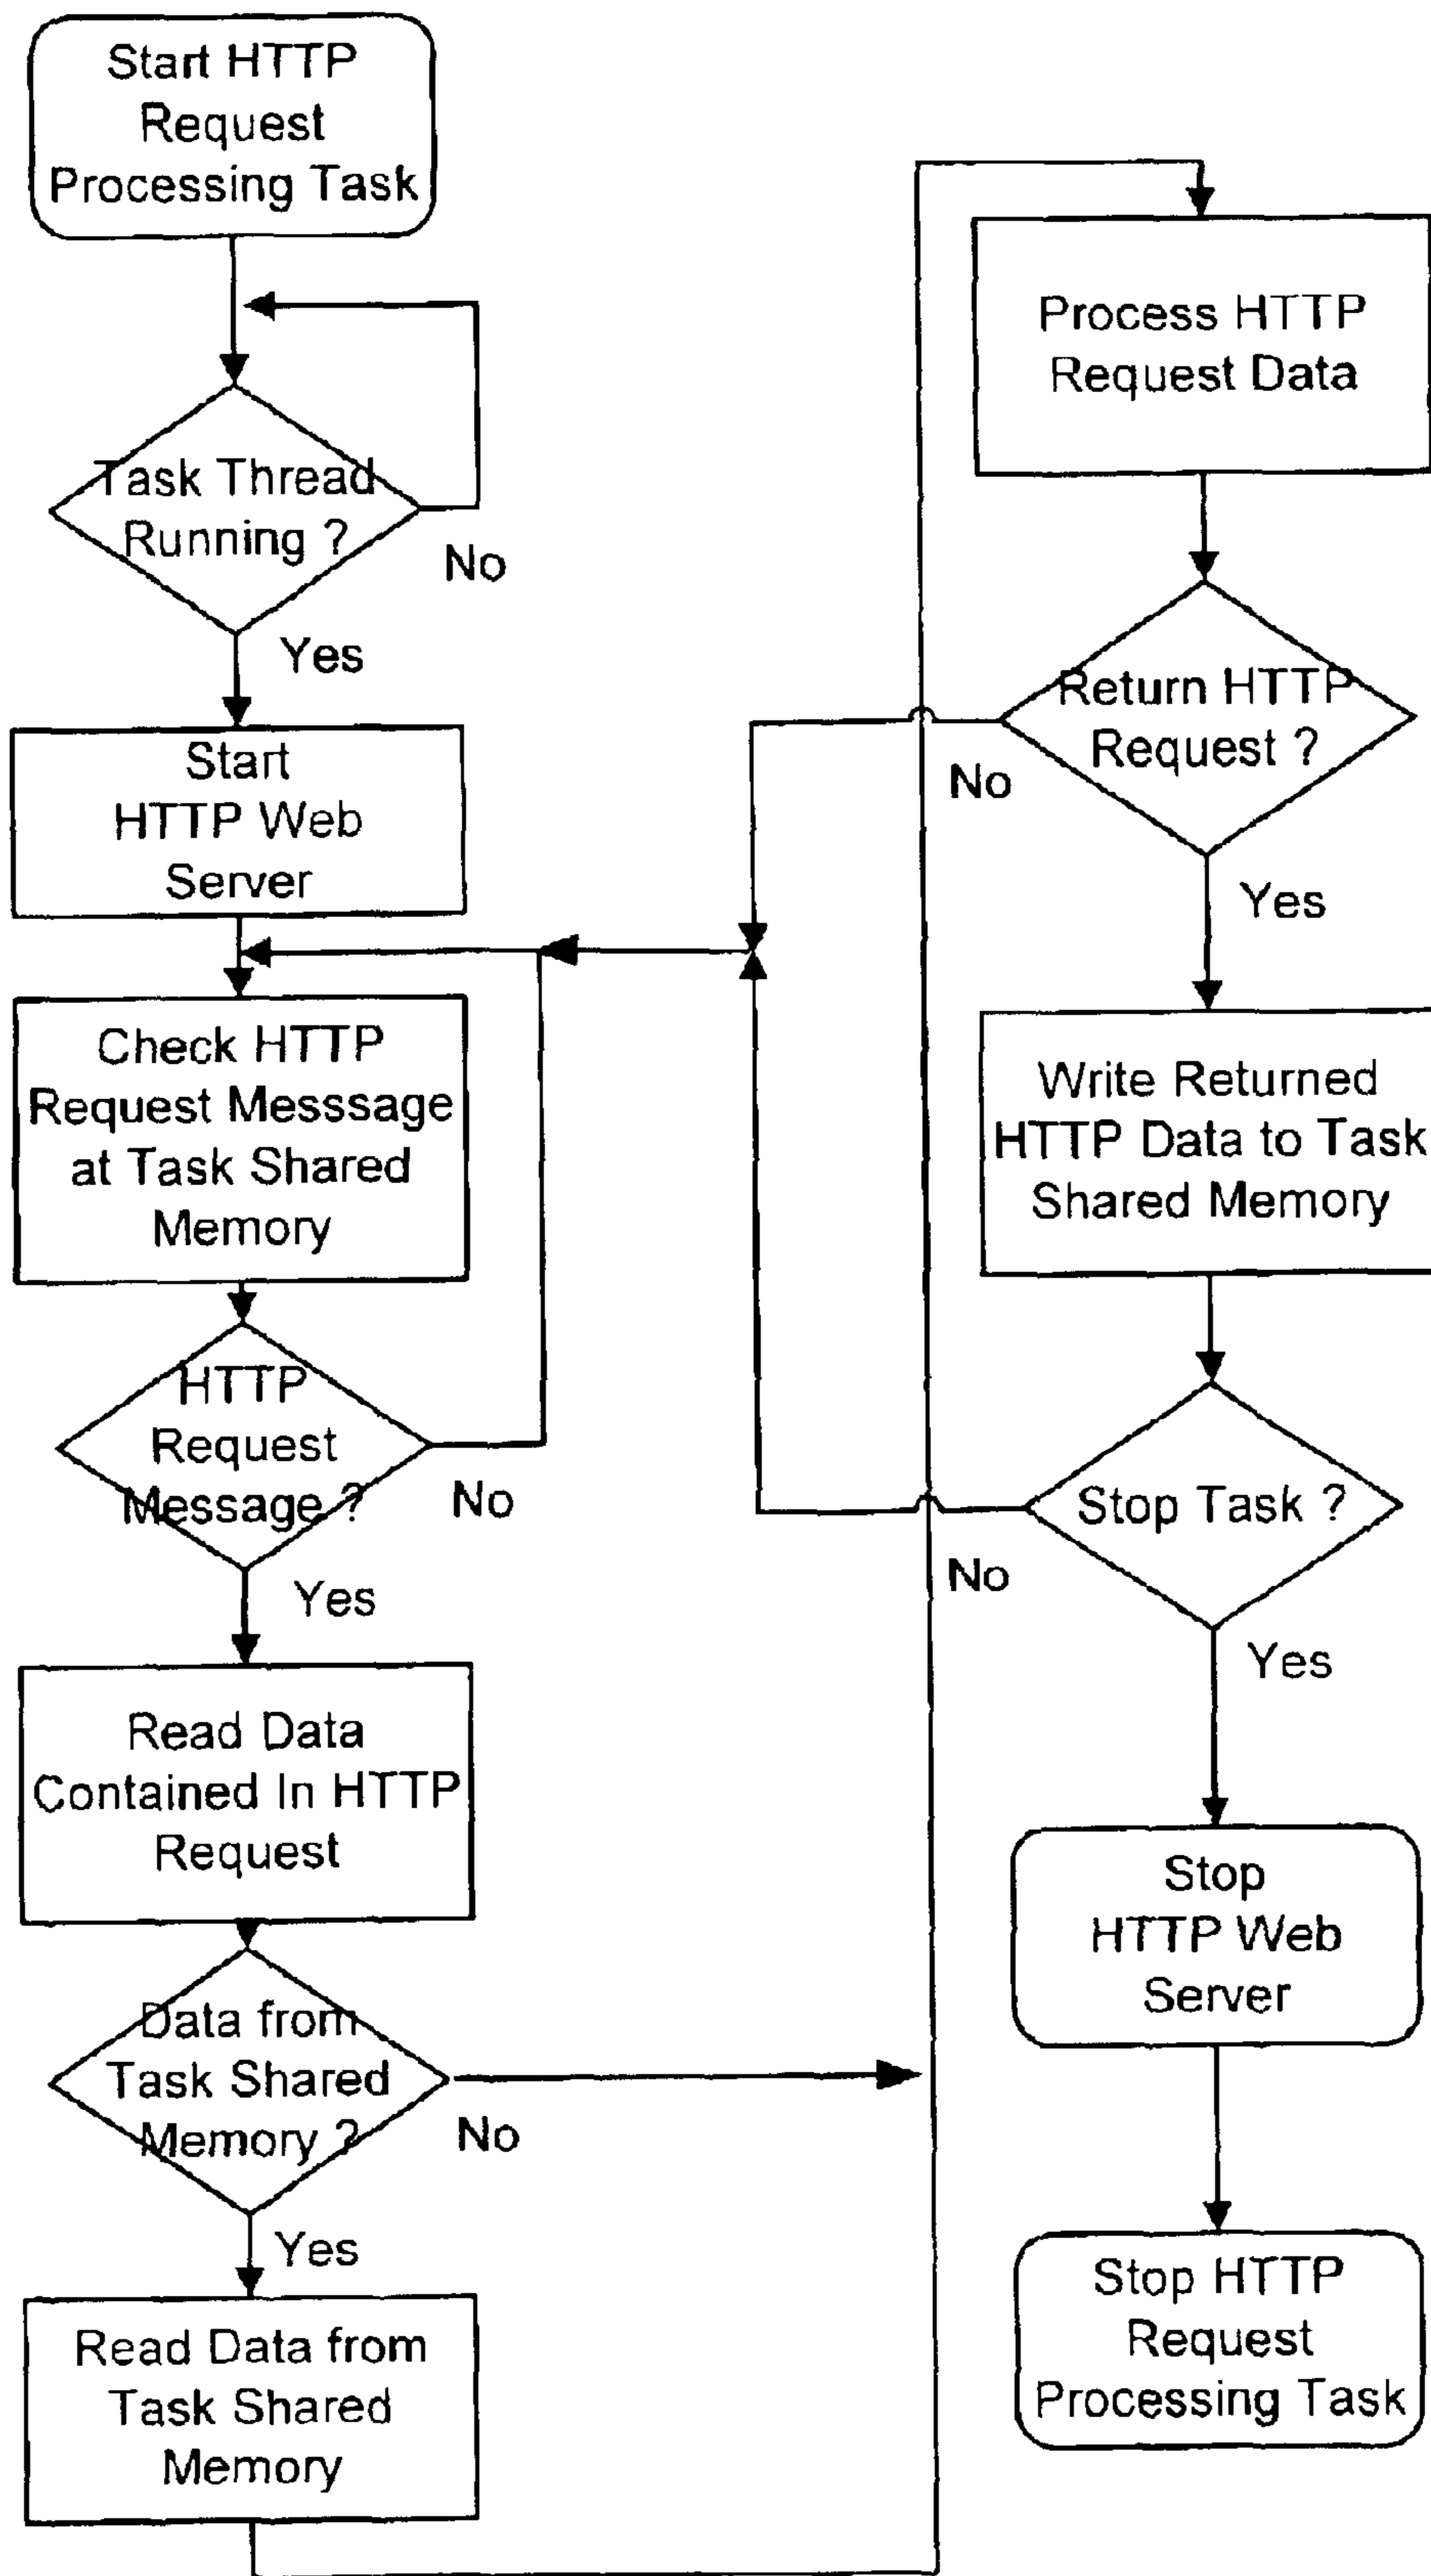 Start HTTP
Request
Processing Task
Task Thread
Running ?
No
Yes
Start
HTTP Web
Server
Check HTTP
Request Messsage
at Task Shared
Memory
HTTP
Request
Message ?
No
Yes
Read Data
Contained In HTTP
Request
Data from
Task Shared
Memory ?
No
Yes
Read Data from
Task Shared
Memory
Process HTTP
Request Data
Return HTTP
Request ?
No
Yes
Write Returned
HTTP Data to Task
Shared Memory
Stop Task ?
No
Yes
Stop
HTTP Web
Server
Stop HTTP
Request
Processing Task